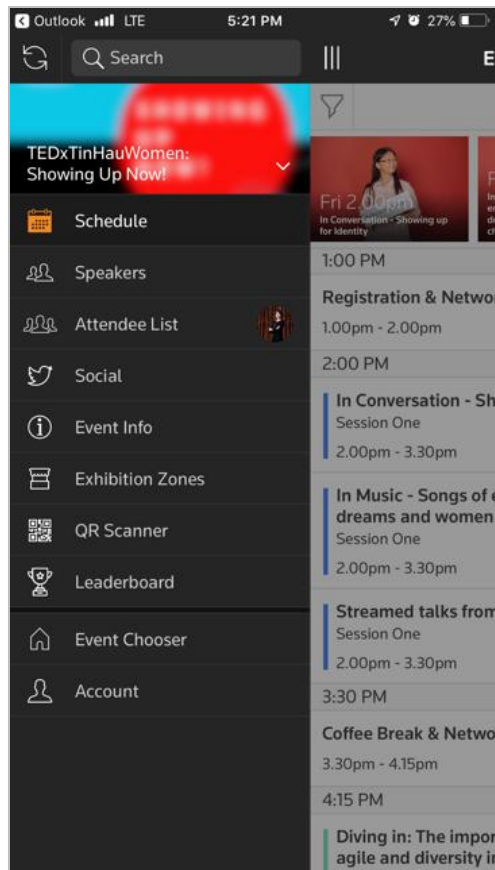 Outlook LTE 5:21 PM 27%
Search
E
SHOWING
UP
TEDxTinHauWomen:
Showing Up Now!
Schedule
Speakers
Attendee List
Social
Event Info
Exhibition Zones
QR Scanner
Leaderboard
Event Chooser
Account
Fri 2.00pm
In Conversation - Showing up
for Identity
1:00 PM
Registration & Netwo
1.00pm - 2.00pm
2:00 PM
In Conversation - Sh
Session One
2.00pm - 3.30pm
In Music - Songs of e
dreams and women
Session One
2.00pm - 3.30pm
Streamed talks from
Session One
2.00pm - 3.30pm
3:30 PM
Coffee Break & Netwo
3.30pm - 4.15pm
4:15 PM
Diving in: The impor
agile and diversity in